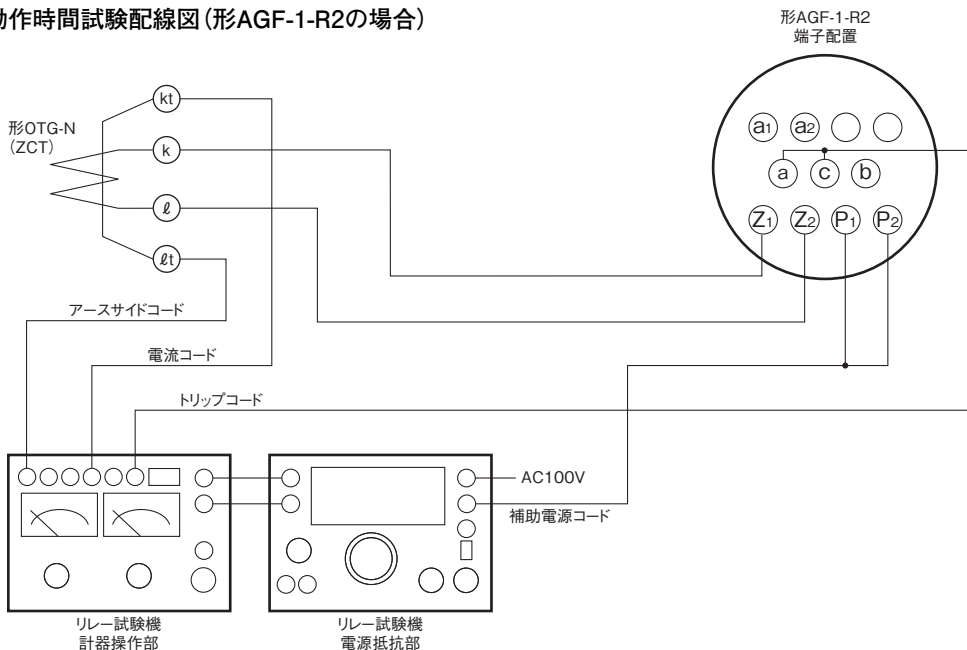 動作時間試験配線図(形AGF-1-R2の場合)
形AGF-1-R2
端子配置
形OTG-N
(ZCT)
kt
k
ℓ
ℓt
a1
a2
a
c
b
Z1
Z2
P1
P2
アースサイドコード
電流コード
トリップコード
AC100V
補助電源コード
リレー試験機
計器操作部
リレー試験機
電源抵抗部